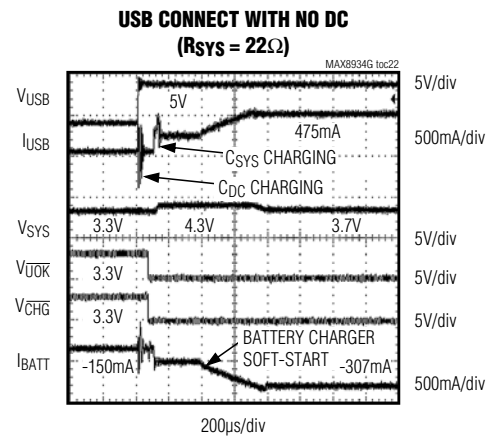 USB CONNECT WITH NO DC
(RSYS = 22Ω)
MAX8934G toc22
VUSB
5V
5V/div
IUSB
475mA
500mA/div
CSYS CHARGING
CDC CHARGING
VSYS
3.3V
4.3V
3.7V
5V/div
VUOK
3.3V
5V/div
VCHG
3.3V
5V/div
BATTERY CHARGER
SOFT-START
IBATT
-150mA
-307mA
500mA/div
200µs/div